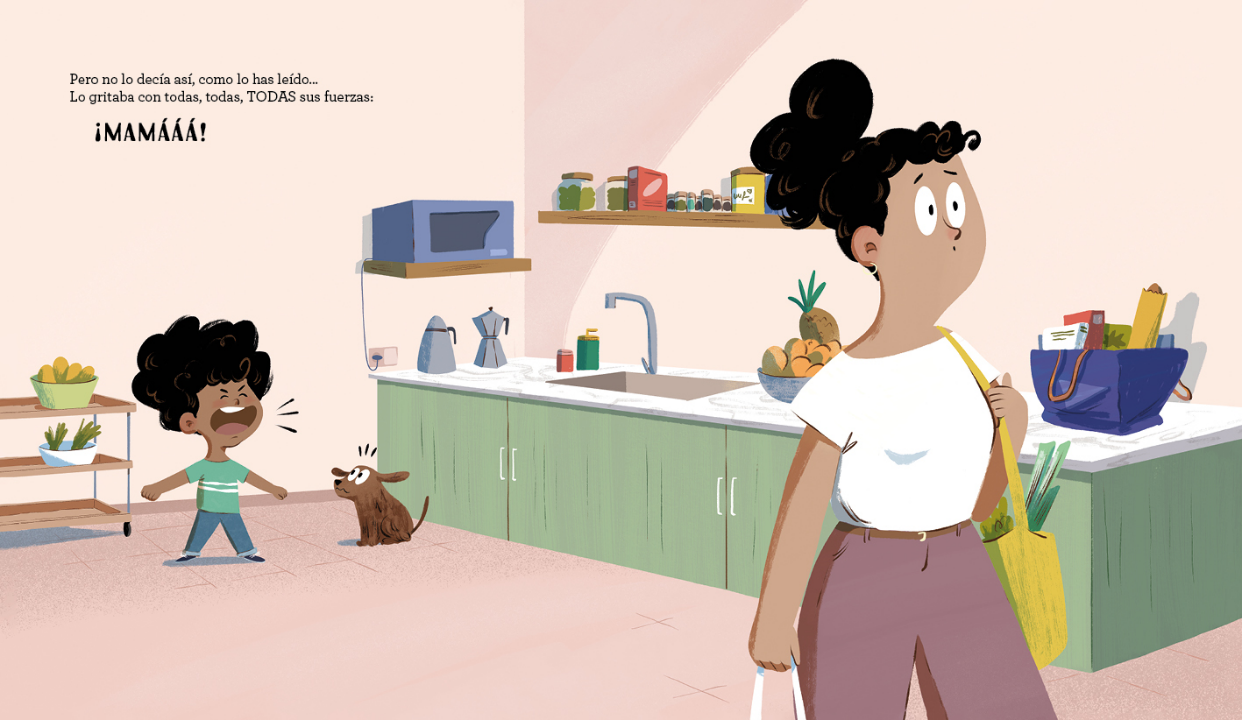 Pero no lo decía así, como lo has leído...
Lo gritaba con todas, todas, TODAS sus fuerzas:
¡MAMÁÁÁ!